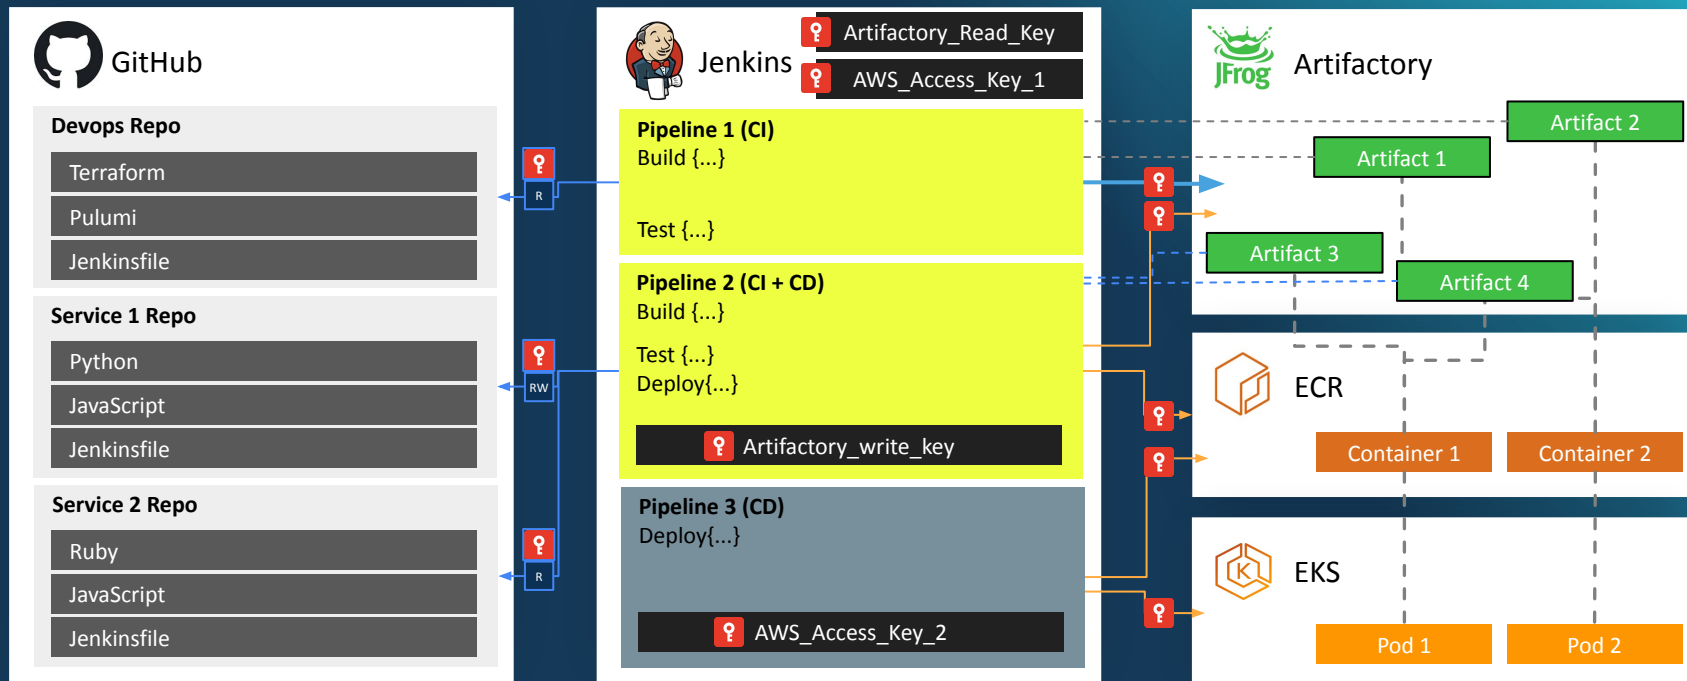 GitHub
Devops Repo
Terraform
Pulumi
Jenkinsfile
Service 1 Repo
Python
JavaScript
Jenkinsfile
Service 2 Repo
Ruby
JavaScript
Jenkinsfile
R
RW
R
Jenkins
Artifactory_Read_Key
AWS_Access_Key_1
Pipeline 1 (CI)
Build {...}
Test {...}
Pipeline 2 (CI + CD)
Build {...}
Test {...}
Deploy{...}
Artifactory_write_key
Pipeline 3 (CD)
Deploy{...}
AWS_Access_Key_2
JFrog
Artifactory
Artifact 2
Artifact 1
Artifact 3
Artifact 4
ECR
Container 1
Container 2
K
EKS
Pod 1
Pod 2